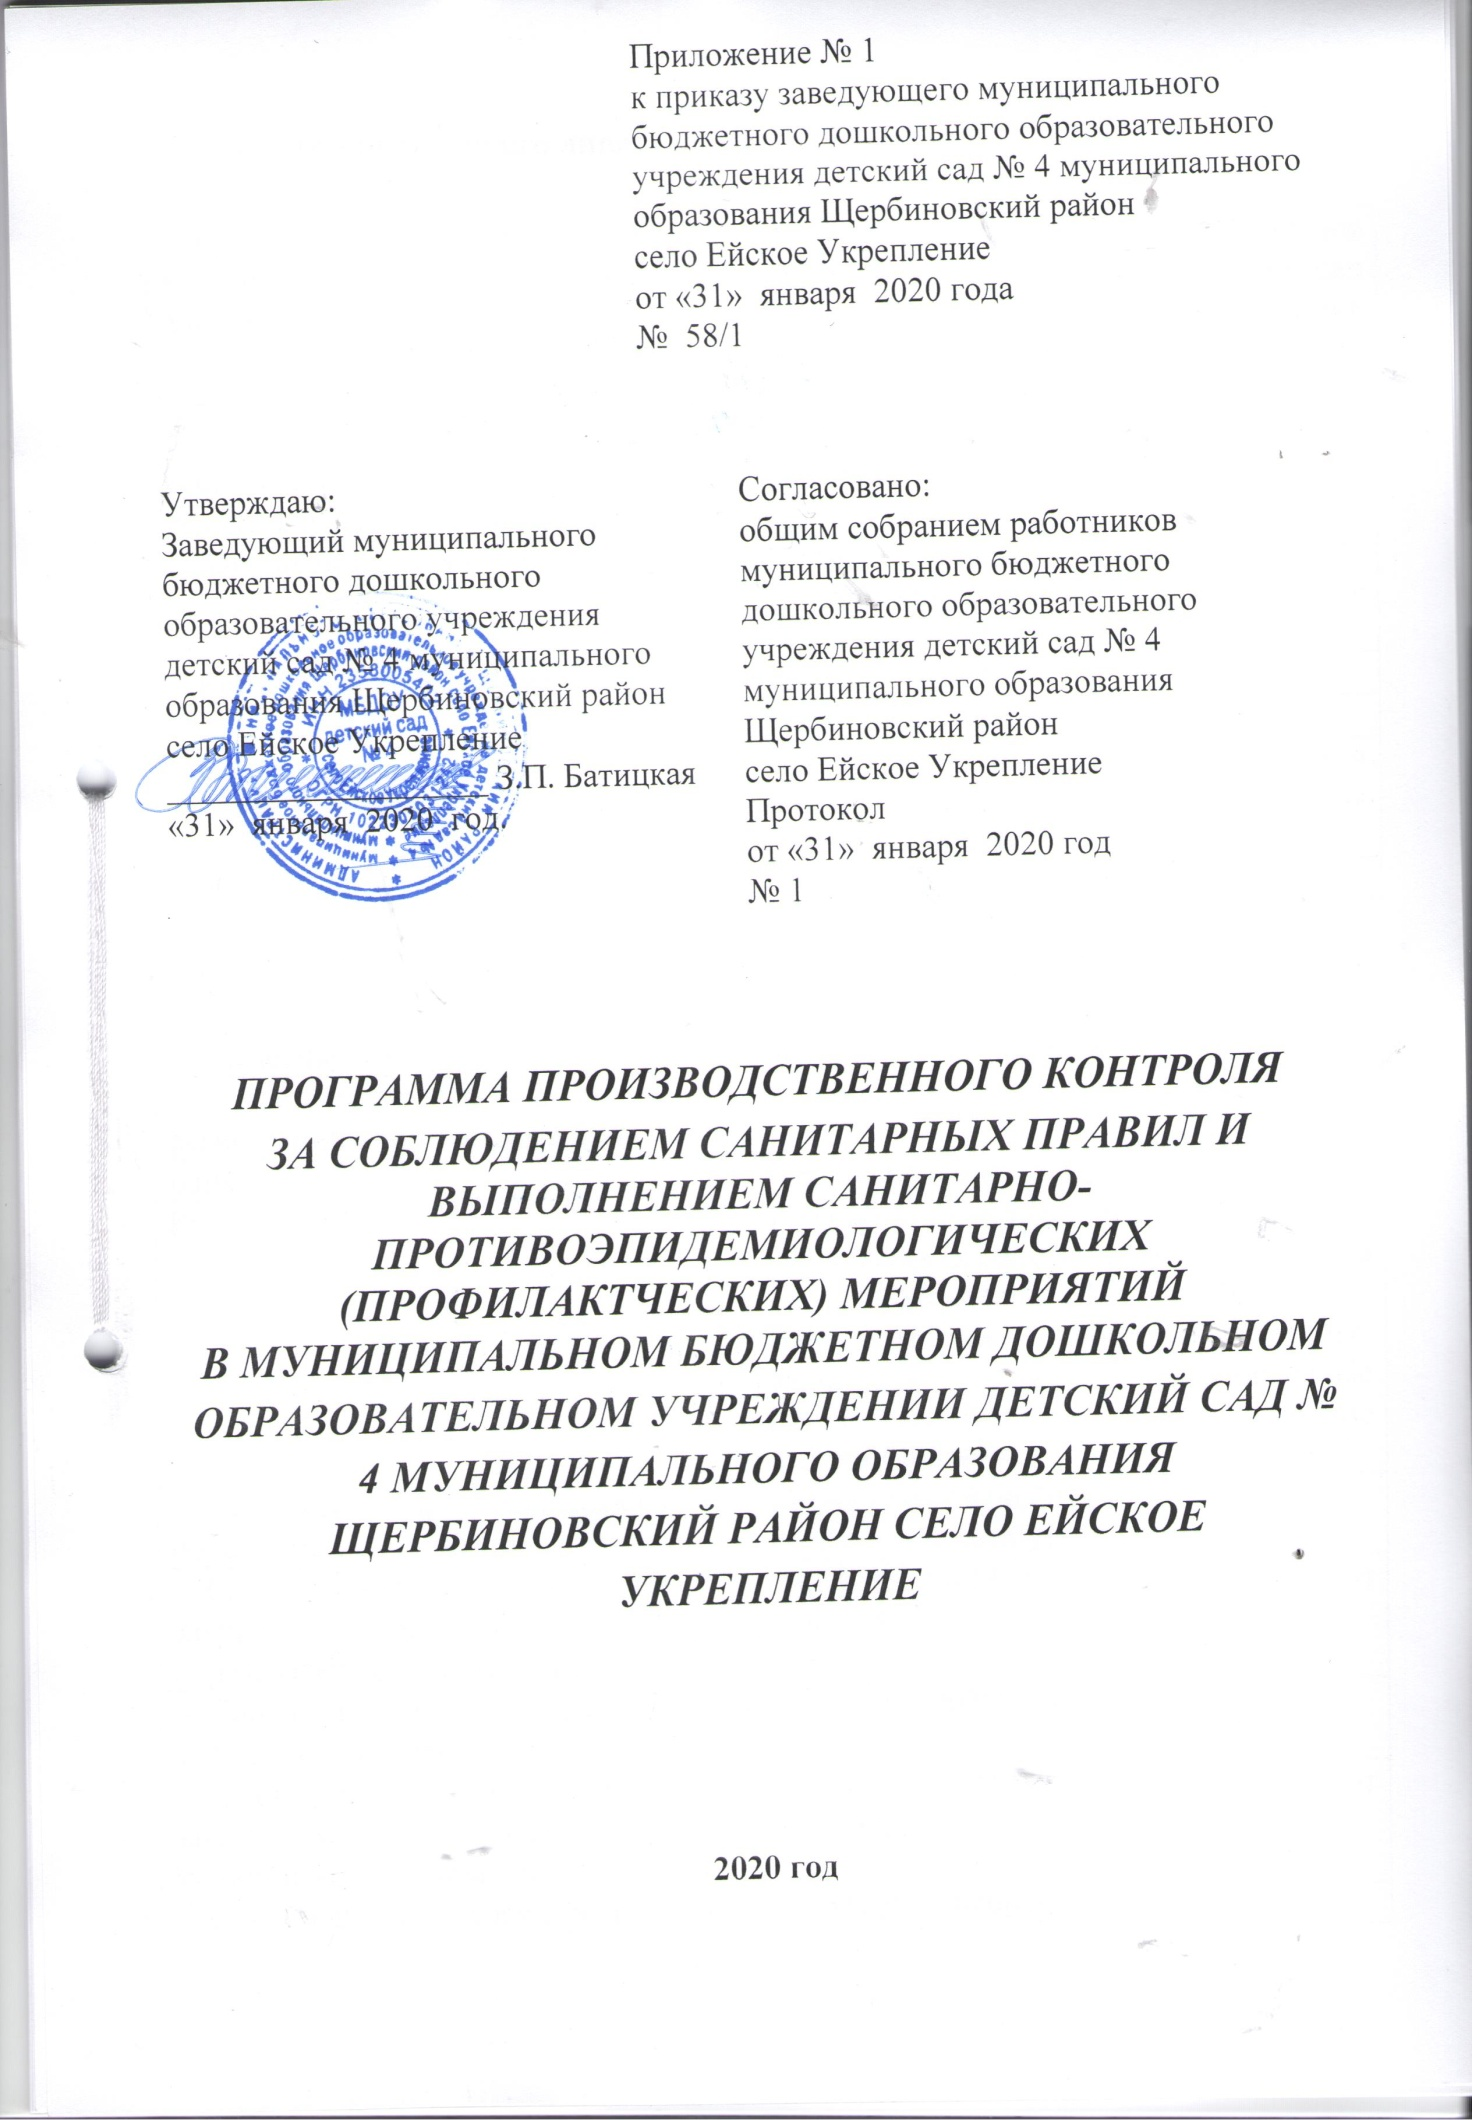 Приложение № 1
к приказу заведующего муниципального
бюджетного дошкольного образовательного
учреждения детский сад № 4 муниципального
образования Щербиновский район
село Ейское Укрепление
от «31» января 2020 года
№ 58/1
Утверждаю:
Заведующий муниципального
бюджетного дошкольного
образовательного учреждения
детский сад № 4 муниципального
образования Щербиновский район
село Ейское Укрепление
З.П. Батицкая
«31» января 2020 год.
МБДОУ
детский сад
№ 4
Согласовано:
общим собранием работников
муниципального бюджетного
дошкольного образовательного
учреждения детский сад № 4
муниципального образования
Щербиновский район
село Ейское Укрепление
Протокол
от «31» января 2020 год
№ 1
ПРОГРАММА ПРОИЗВОДСТВЕННОГО КОНТРОЛЯ
ЗА СОБЛЮДЕНИЕМ САНИТАРНЫХ ПРАВИЛ И
ВЫПОЛНЕНИЕМ САНИТАРНО-
ПРОТИВОЭПИДЕМИОЛОГИЧЕСКИХ
(ПРОФИЛАКТЧЕСКИХ) МЕРОПРИЯТИЙ
В МУНИЦИПАЛЬНОМ БЮДЖЕТНОМ ДОШКОЛЬНОМ
ОБРАЗОВАТЕЛЬНОМ УЧРЕЖДЕНИИ ДЕТСКИЙ САД №
4 МУНИЦИПАЛЬНОГО ОБРАЗОВАНИЯ
ЩЕРБИНОВСКИЙ РАЙОН СЕЛО ЕЙСКОЕ
УКРЕПЛЕНИЕ
2020 год